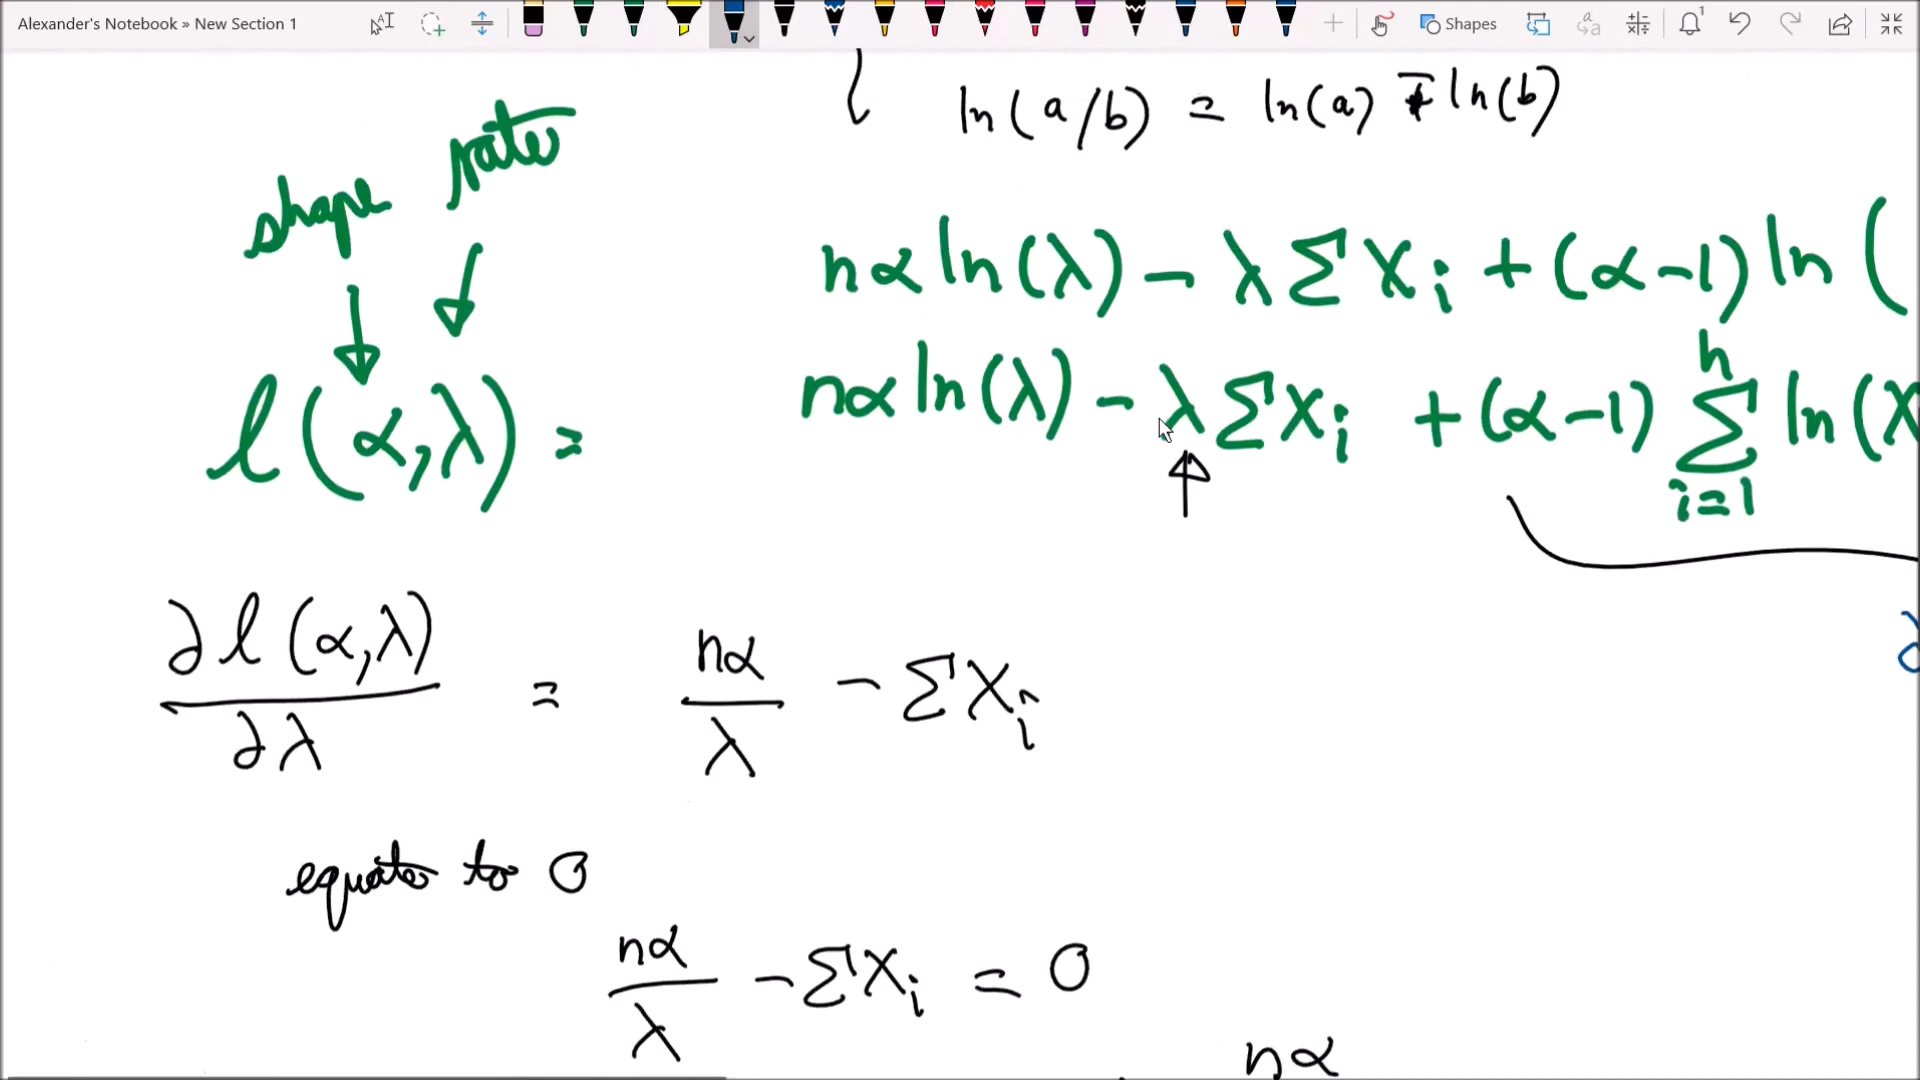 Alexander's Notebook » New Section 1
Shapes
ln(a/b) = ln(a) - ln(b)
shape rate
nα ln(λ) - λ Σ Xi + (α-1) ln (
l(α,λ) = nα ln(λ) - λ Σ Xi + (α-1) Σ i=1 n ln(X
∂l(α,λ) / ∂λ = nα / λ - Σ Xi
equate to 0
nα / λ - Σ Xi = 0
nα